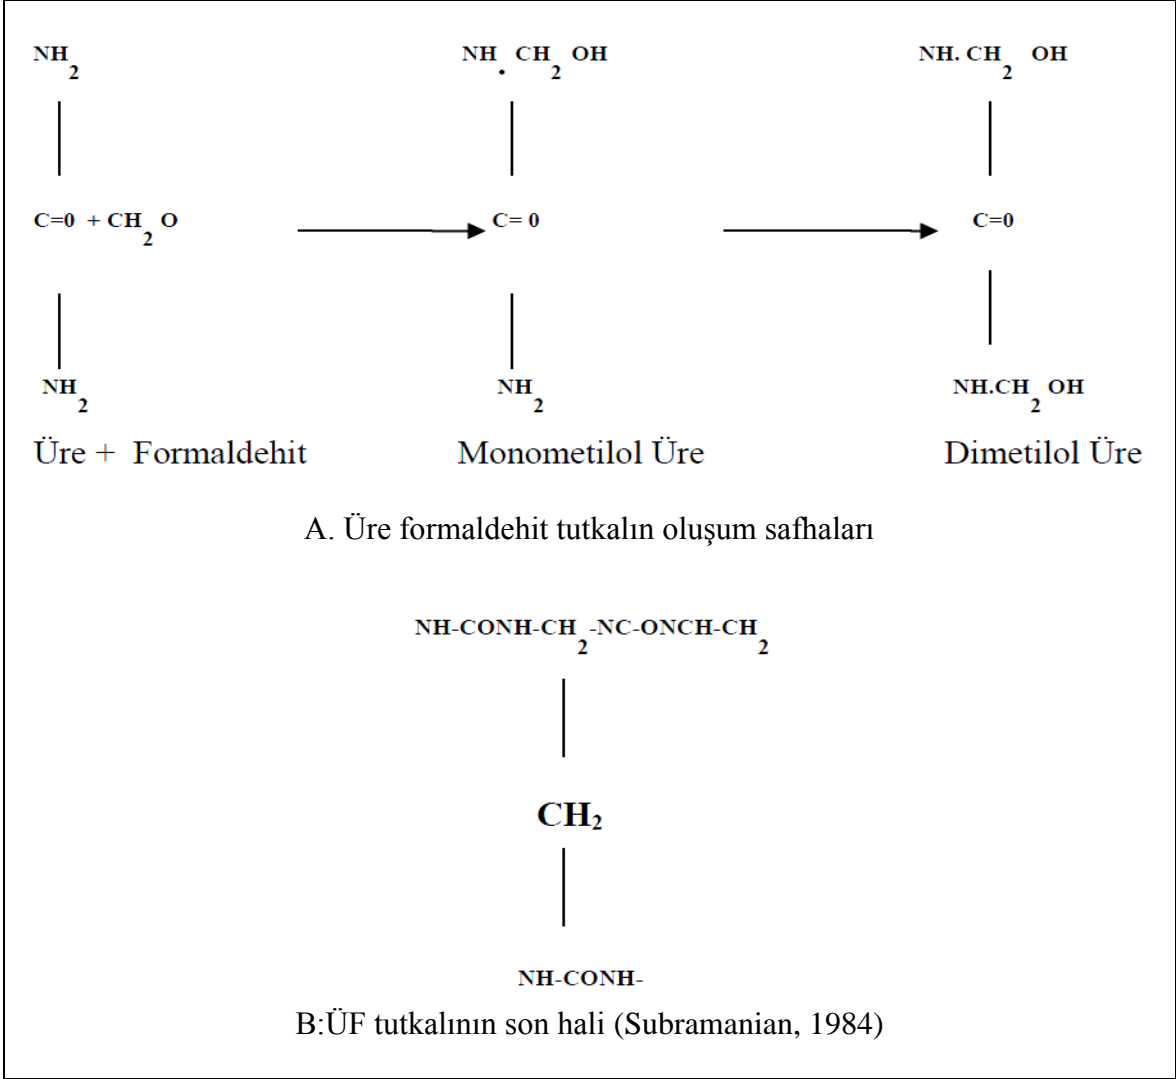 NH2 NH. CH2 OH NH. CH2 OH
C=0 + CH2 O C= 0 C=0
NH2 NH2 NH.CH2 OH
Üre + Formaldehit Monometilol Üre Dimetilol Üre
A. Üre formaldehit tutkalın oluşum safhaları
NH-CONH-CH2-NC-ONCH-CH2
CH2
NH-CONH-
B:ÜF tutkalının son hali (Subramanian, 1984)